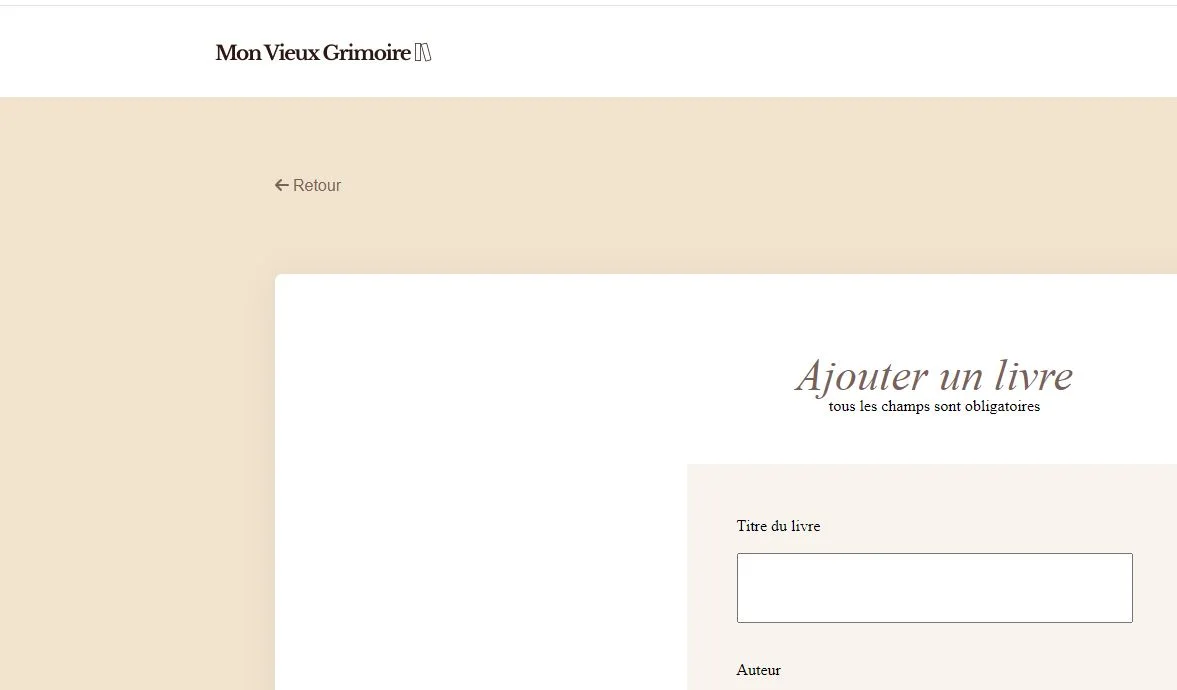 Mon Vieux Grimoire
Retour
Ajouter un livre
tous les champs sont obligatoires
Titre du livre
Auteur